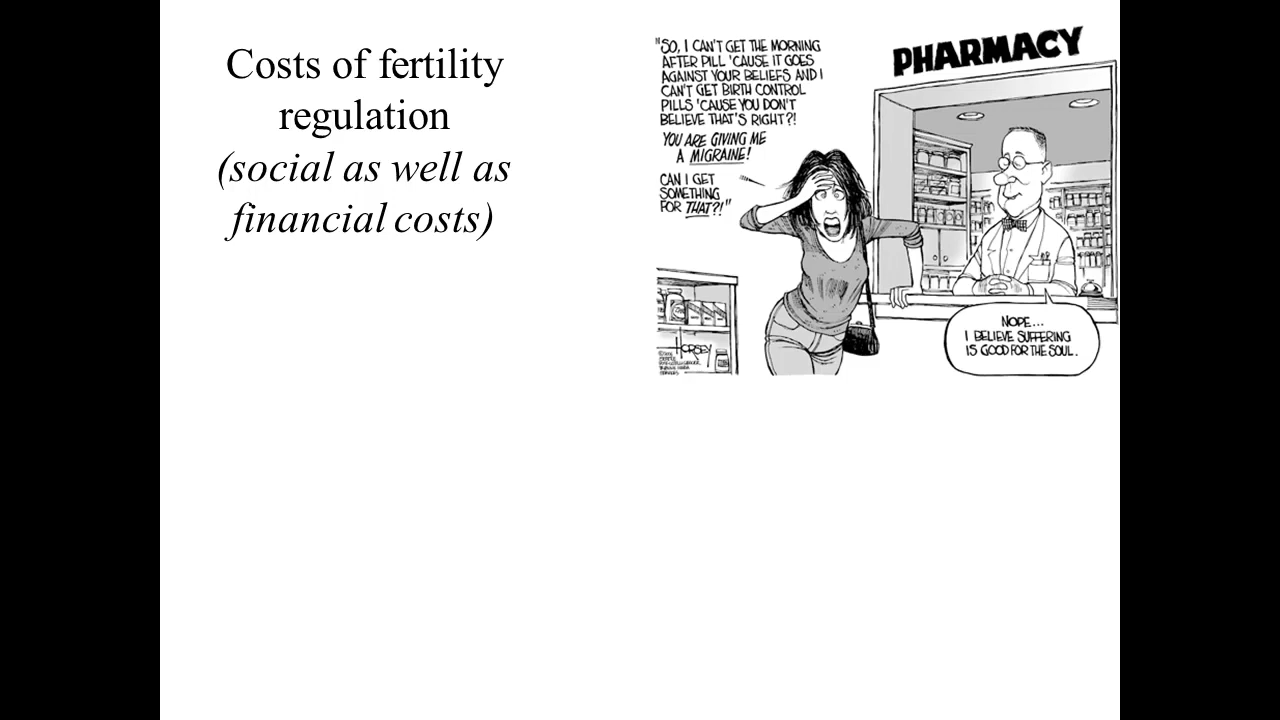 Costs of fertility
regulation
(social as well as
financial costs)
"SO, I CAN'T GET THE MORNING
AFTER PILL 'CAUSE IT GOES
AGAINST YOUR BELIEFS AND I
CAN'T GET BIRTH CONTROL
PILLS 'CAUSE YOU DON'T
BELIEVE THAT'S RIGHT?!
YOU ARE GIVING ME
A MIGRAINE!
CAN I GET
SOMETHING
FOR THAT?!"
PHARMACY
NOPE...
I BELIEVE SUFFERING
IS GOOD FOR THE SOUL.
HORSEY